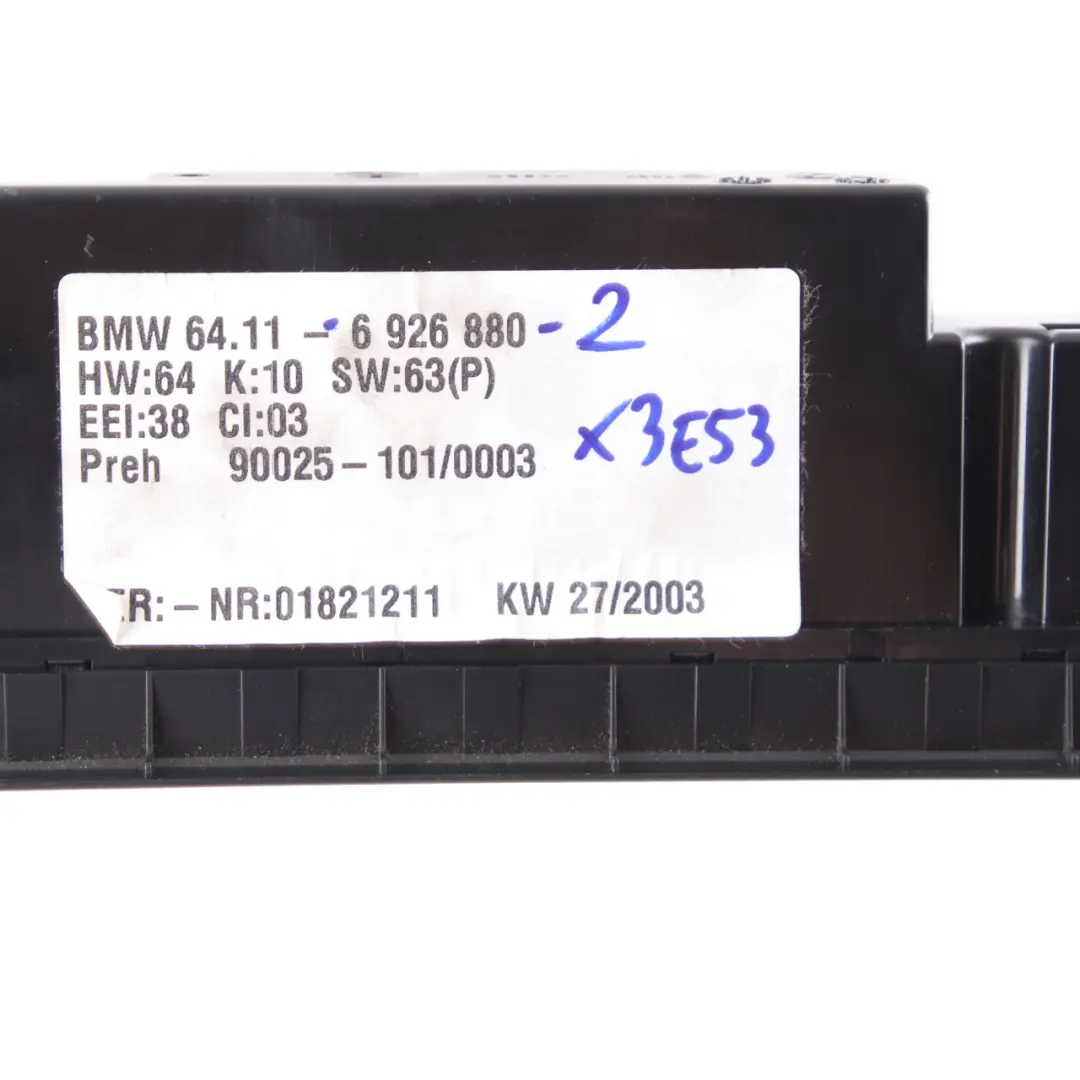 BMW 64.11 - 6 926 880 - 2
HW:64 K:10 SW:63(P)
EEI:38 CI:03
x3E53
Preh 90025-101/0003
ER:-NR:01821211 KW 27/2003